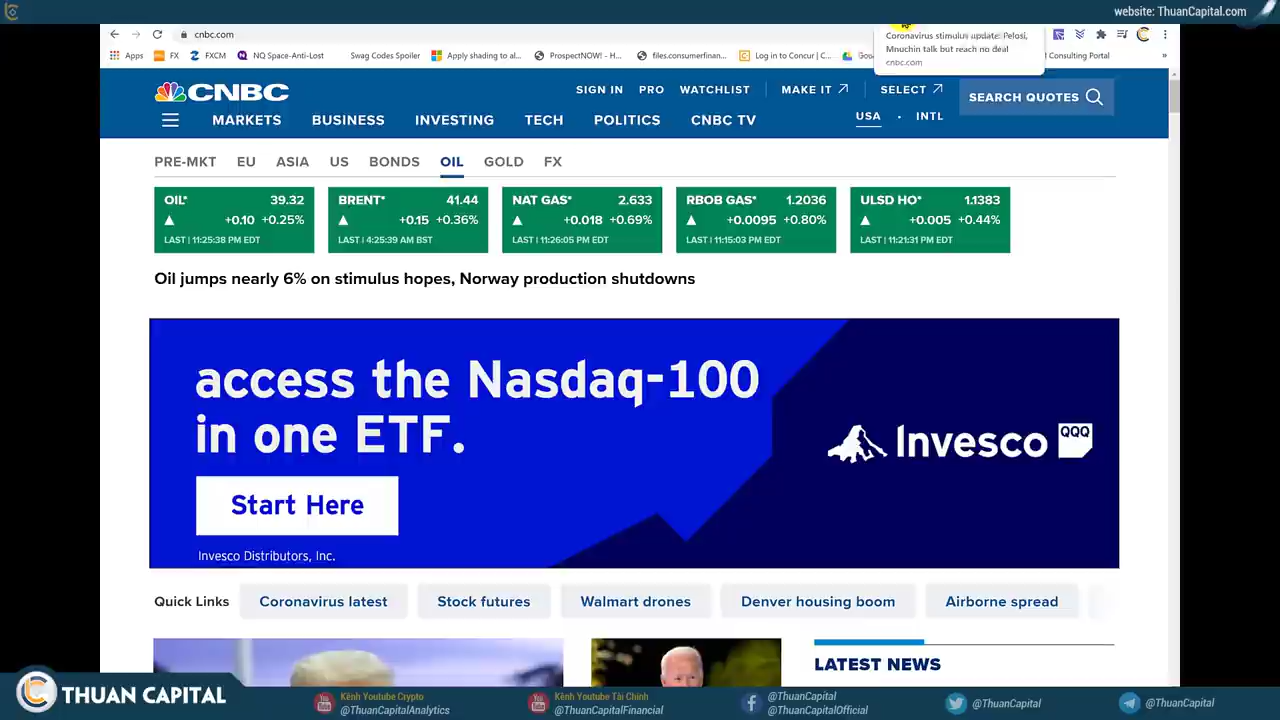 website: ThuanCapital.com
cnbc.com
Coronavirus stimulus update: Pelosi,
Mnuchin talk but reach no deal
cnbc.com
Apps
FX
FXCM
NQ Space-Anti-Lost
Swag Codes Spoiler
Apply shading to al...
ProspectNOW! - H...
files.consumerfinan...
Log in to Concur | C...
l Consulting Portal
»
CNBC
SIGN IN
PRO
WATCHLIST
MAKE IT
SELECT
SEARCH QUOTES
MARKETS
BUSINESS
INVESTING
TECH
POLITICS
CNBC TV
USA
INTL
PRE-MKT
EU
ASIA
US
BONDS
OIL
GOLD
FX
OIL* 39.32
+0.10 +0.25%
LAST | 11:25:38 PM EDT
BRENT* 41.44
+0.15 +0.36%
LAST | 4:25:39 AM BST
NAT GAS* 2.633
+0.018 +0.69%
LAST | 11:26:05 PM EDT
RBOB GAS* 1.2036
+0.0095 +0.80%
LAST | 11:15:03 PM EDT
ULSD HO* 1.1383
+0.005 +0.44%
LAST | 11:21:31 PM EDT
Oil jumps nearly 6% on stimulus hopes, Norway production shutdowns
access the Nasdaq-100
in one ETF.
Start Here
Invesco Distributors, Inc.
Invesco
QQQ
Quick Links
Coronavirus latest
Stock futures
Walmart drones
Denver housing boom
Airborne spread
LATEST NEWS
THUAN CAPITAL
Kênh Youtube Crypto
@ThuanCapitalAnalytics
Kênh Youtube Tài Chính
@ThuanCapitalFinancial
@ThuanCapital
@ThuanCapitalOfficial
@ThuanCapital
@ThuanCapital